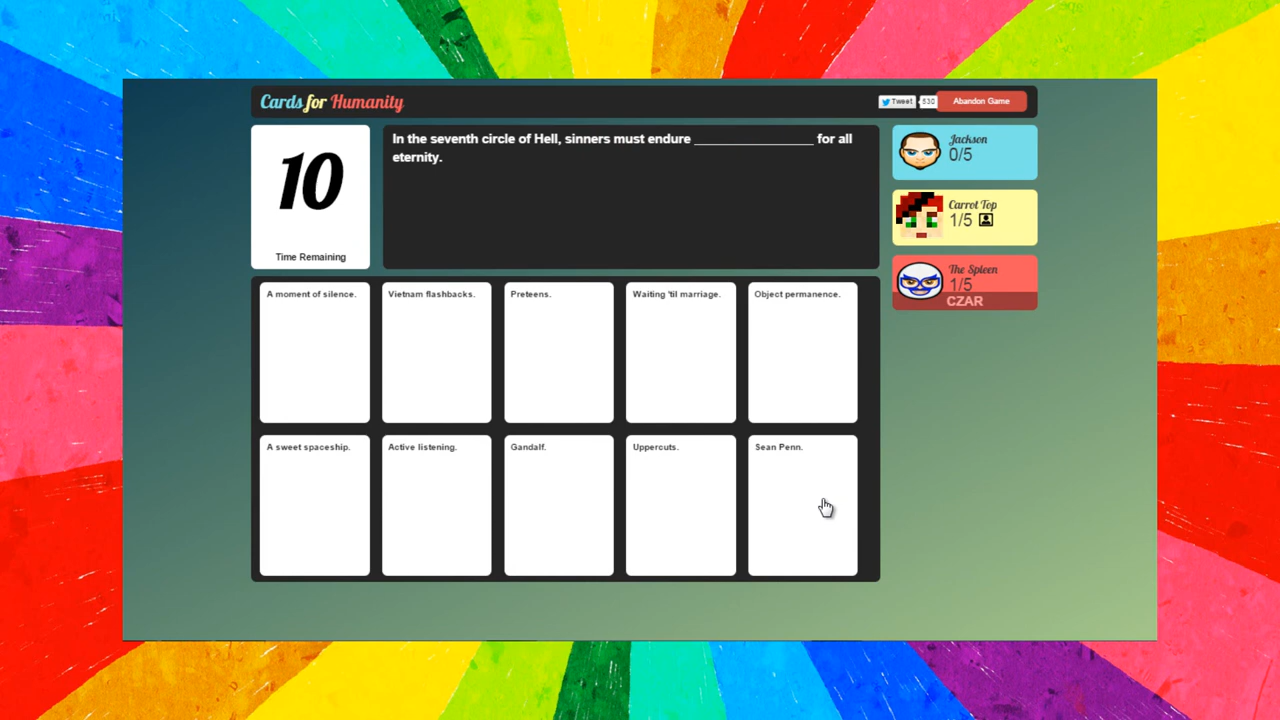 Cards for Humanity
Tweet
530
Abandon Game
10
Time Remaining
In the seventh circle of Hell, sinners must endure _________________ for all
eternity.
Jackson
0/5
Carrot Top
1/5
The Spleen
1/5
CZAR
A moment of silence.
Vietnam flashbacks.
Preteens.
Waiting 'til marriage.
Object permanence.
A sweet spaceship.
Active listening.
Gandalf.
Uppercuts.
Sean Penn.